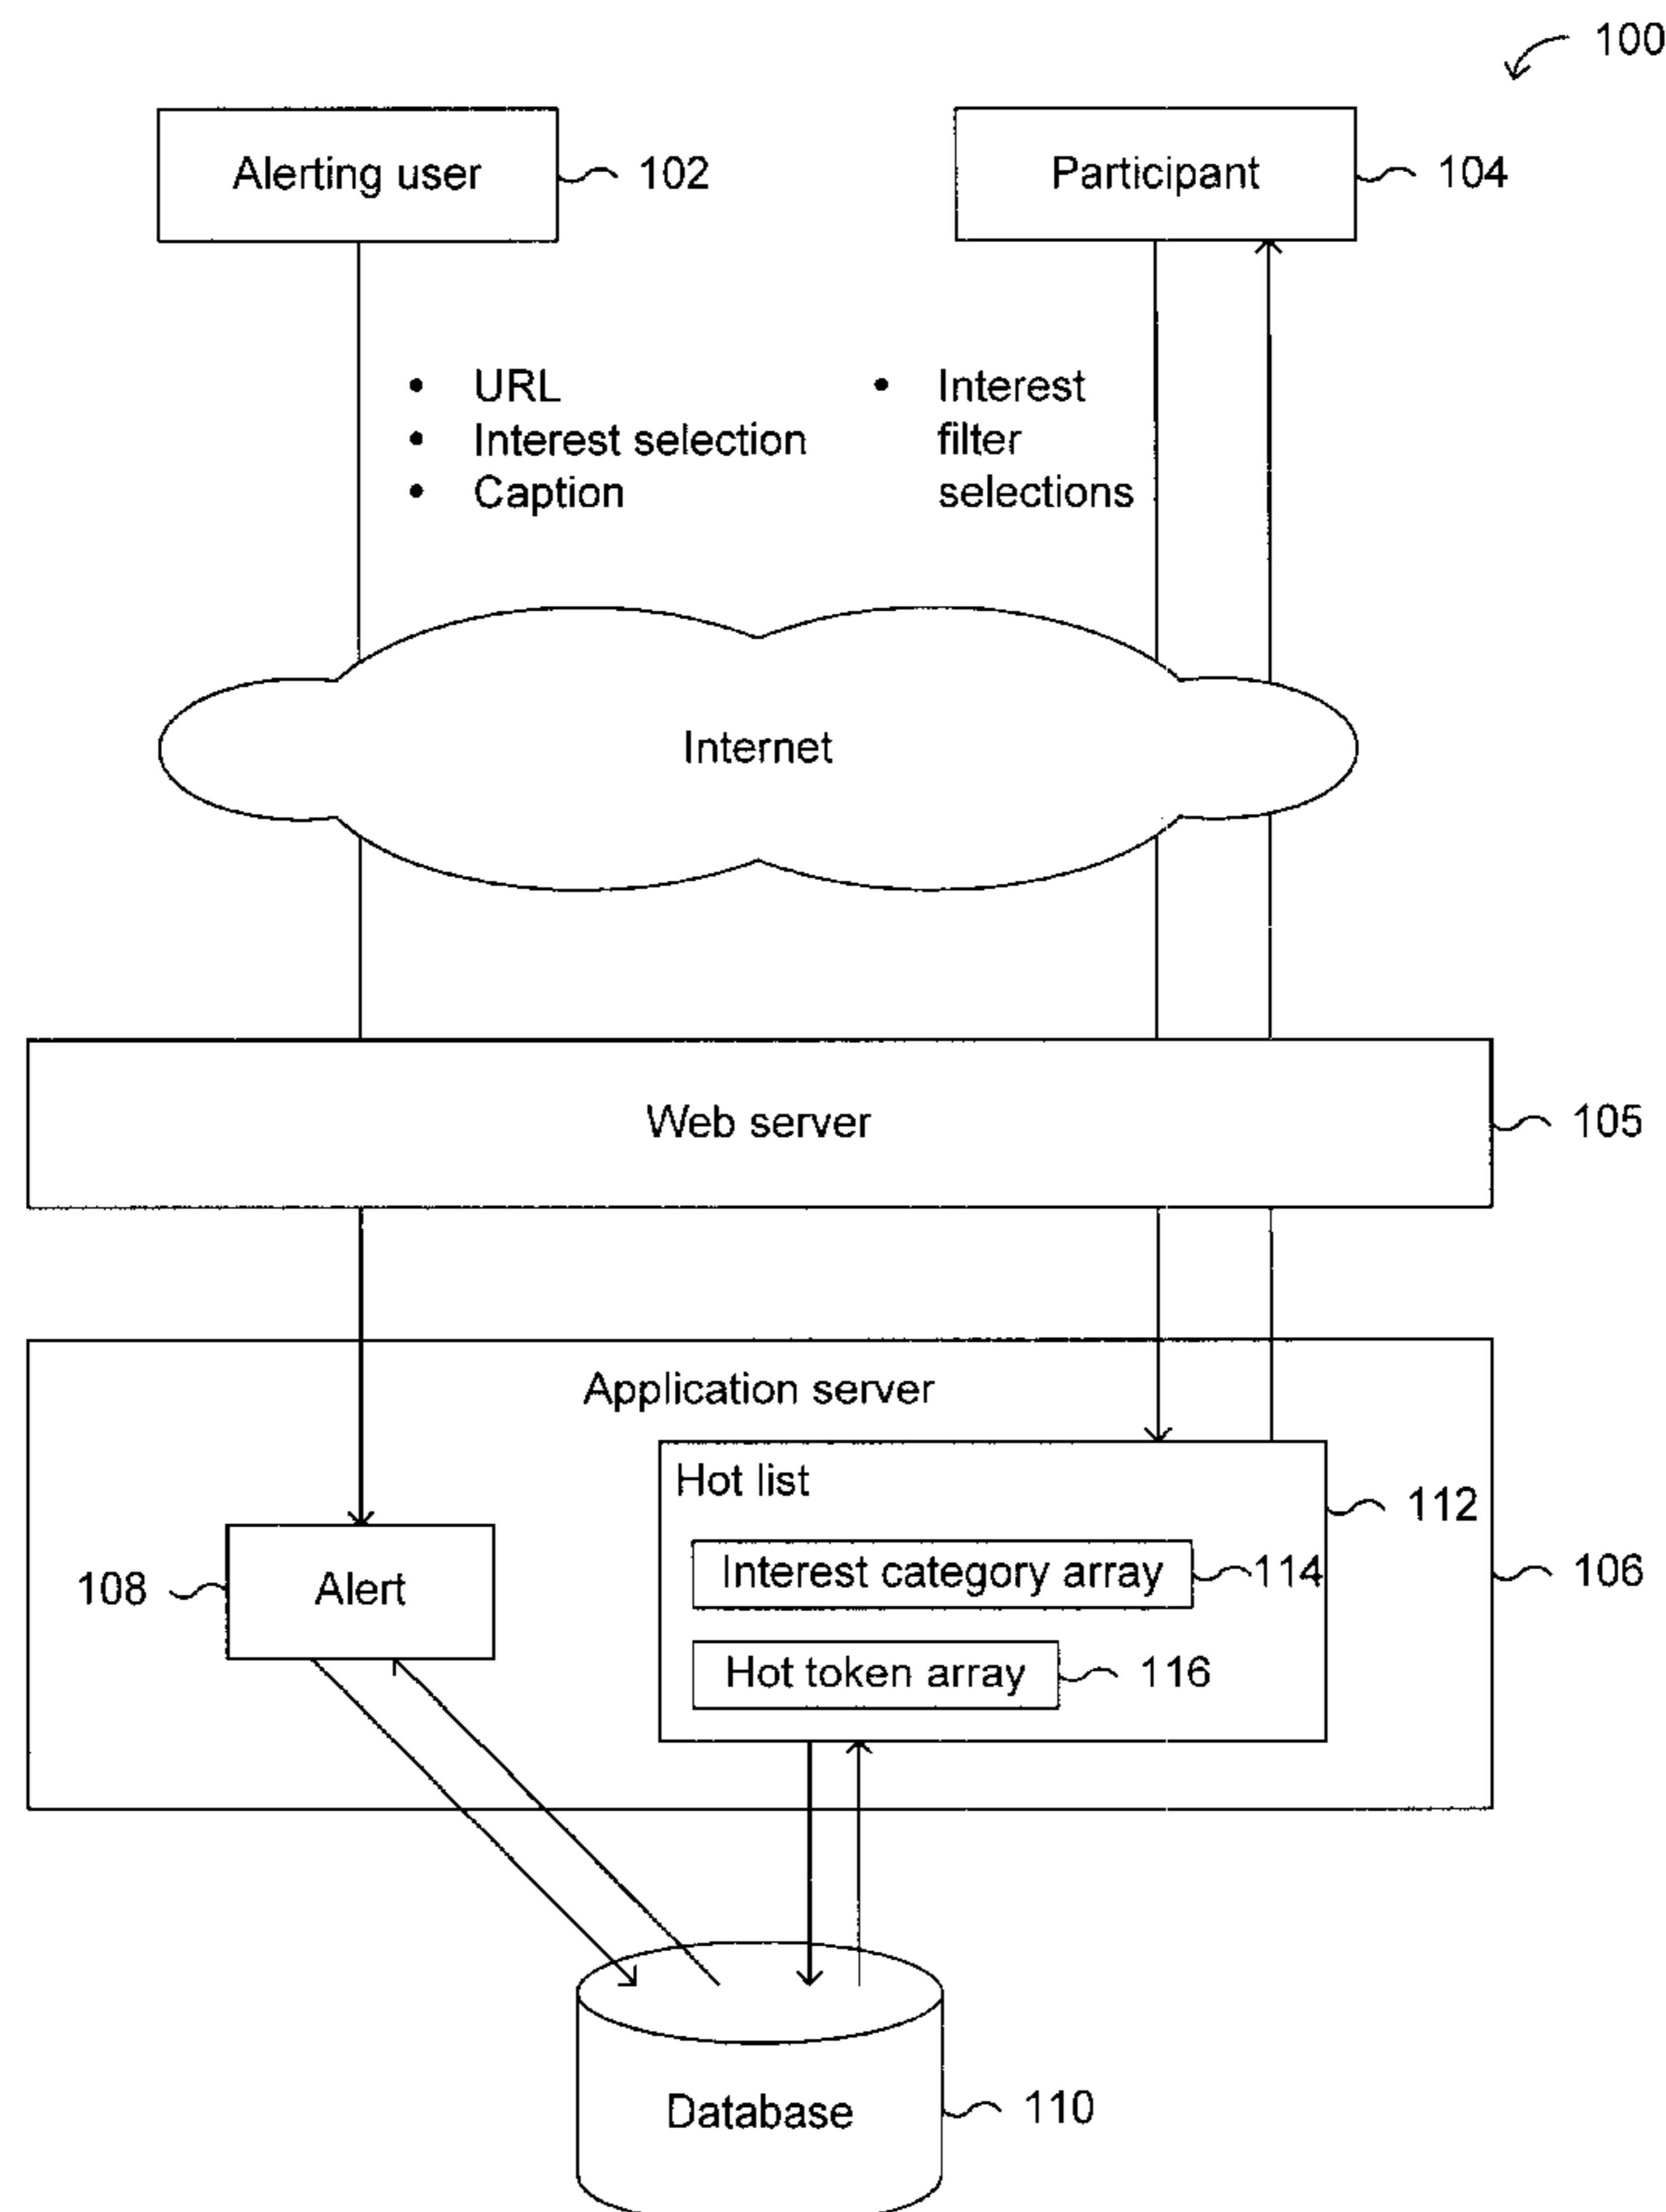 100
Alerting user 102
Participant 104
• URL
• Interest selection
• Caption
• Interest
filter
selections
Internet
Web server 105
Application server
Hot list
112
Interest category array 114
106
108 Alert
Hot token array 116
Database 110